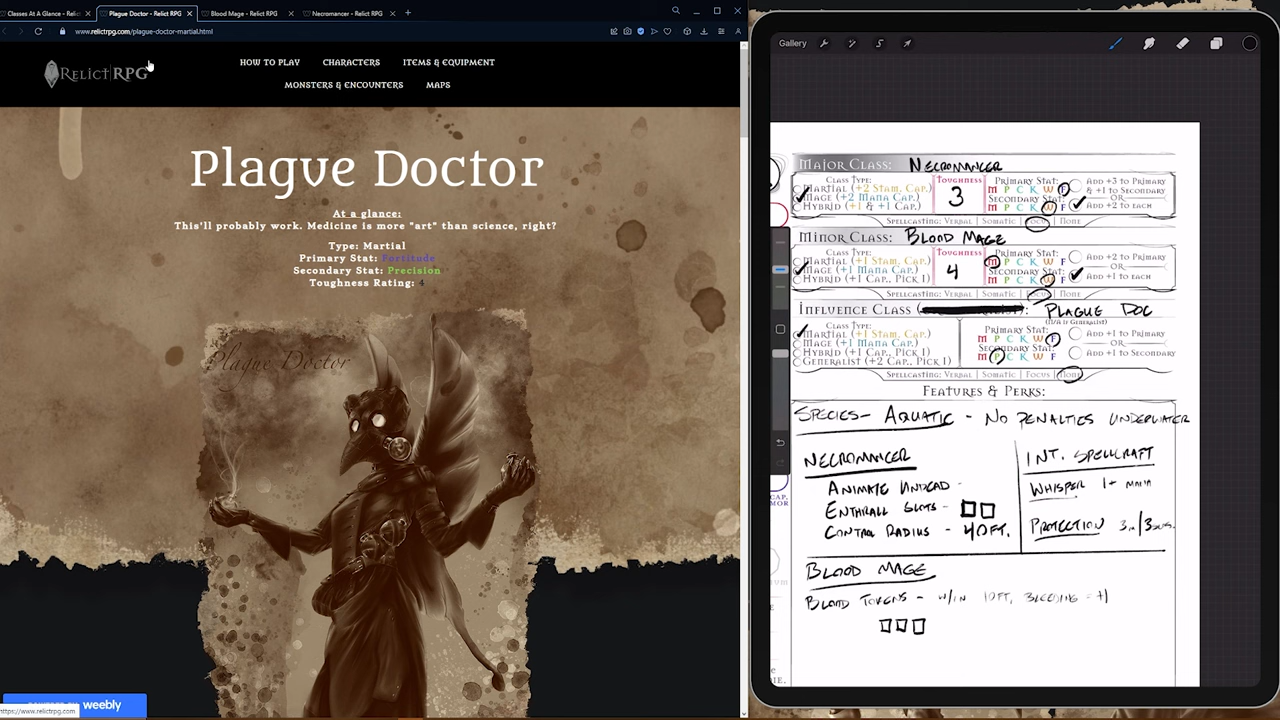 Classes At A Glance - Relic
Plague Doctor - Relict RPG
Blood Mage - Relict RPG
Necromancer - Relict RPG
www.relictrpg.com/plague-doctor-martial.html
Relict RPG
HOW TO PLAY
CHARACTERS
ITEMS & EQUIPMENT
MONSTERS & ENCOUNTERS
MAPS
Plague Doctor
At a glance:
This'll probably work. Medicine is more "art" than science, right?
Type: Martial
Primary Stat: Fortitude
Secondary Stat: Precision
Toughness Rating: 4
Plague Doctor
weebly
https://www.relictrpg.com
Gallery
Major Class: Necromancer
Class Type:
Martial (+2 Stam. Cap.)
Mage (+2 Mana Cap.)
Hybrid (+1 & +1 Cap.)
Toughness
3
Primary Stat:
M P C K W F
Secondary Stat:
M P C K W F
Add +3 to Primary
& +1 to Secondary
OR
Add +2 to each
Spellcasting: Verbal | Somatic | Focus | None
Minor Class: Blood Mage
Class Type:
Martial (+1 Stam. Cap.)
Mage (+1 Mana Cap.)
Hybrid (+1 Cap., Pick 1)
Toughness
4
Primary Stat:
M P C K W F
Secondary Stat:
M P C K W F
Add +2 to Primary
OR
Add +1 to each
Spellcasting: Verbal | Somatic | Focus | None
Influence Class ( ): Plague Doc
Class Type:
Martial (+1 Stam. Cap.)
Mage (+1 Mana Cap.)
Hybrid (+1 Cap., Pick 1)
Generalist (+2 Cap., Pick 1)
(N/A if Generalist)
Primary Stat:
M P C K W F
Secondary Stat:
M P C K W F
Add +1 to Primary
OR
Add +1 to Secondary
Spellcasting: Verbal | Somatic | Focus | None
Features & Perks:
Species - Aquatic - No Penalties Underwater
Necromancer
Animate Undead -
Enthrall Slots -
Control Radius - 40ft.
Int. Spellcraft
Whisper 1+ mana
Protection
Blood Mage
Blood Tokens - w/in 10ft, Bleeding = +1